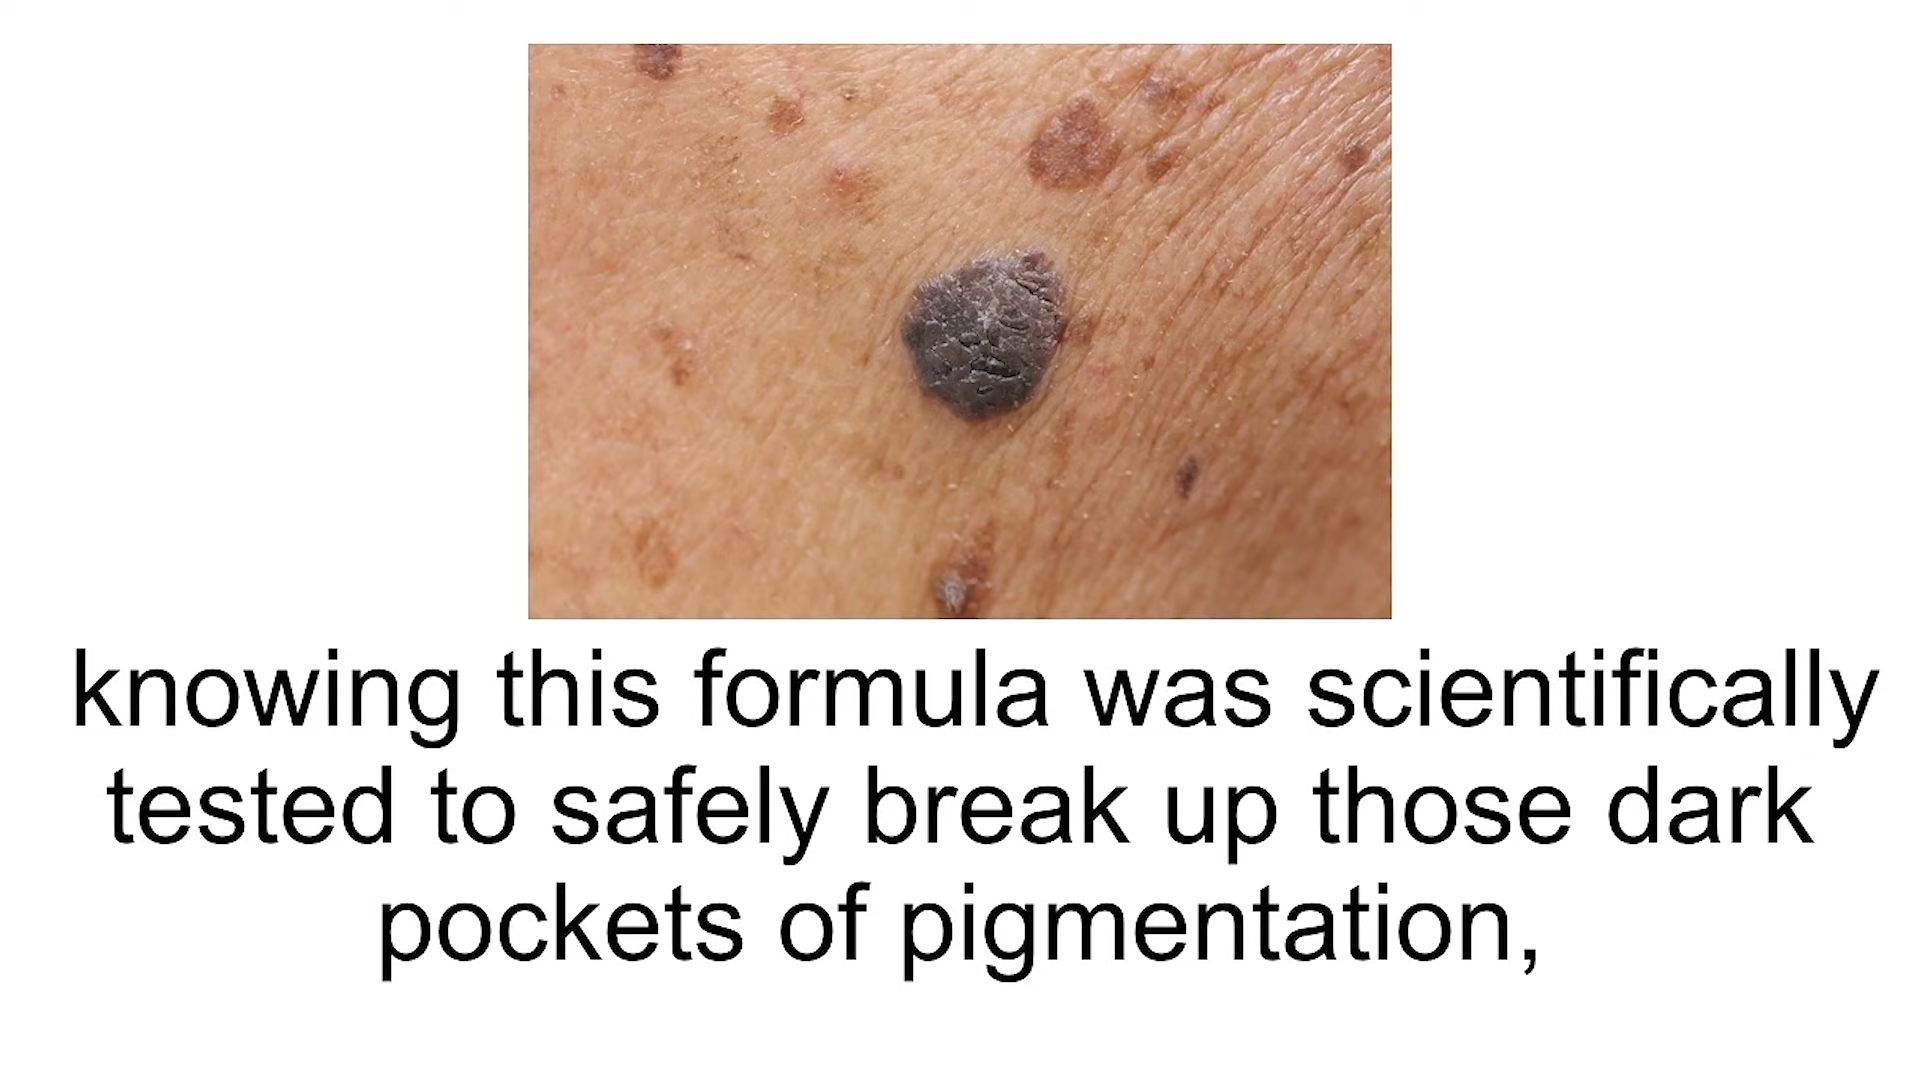 knowing this formula was scientifically
tested to safely break up those dark
pockets of pigmentation,